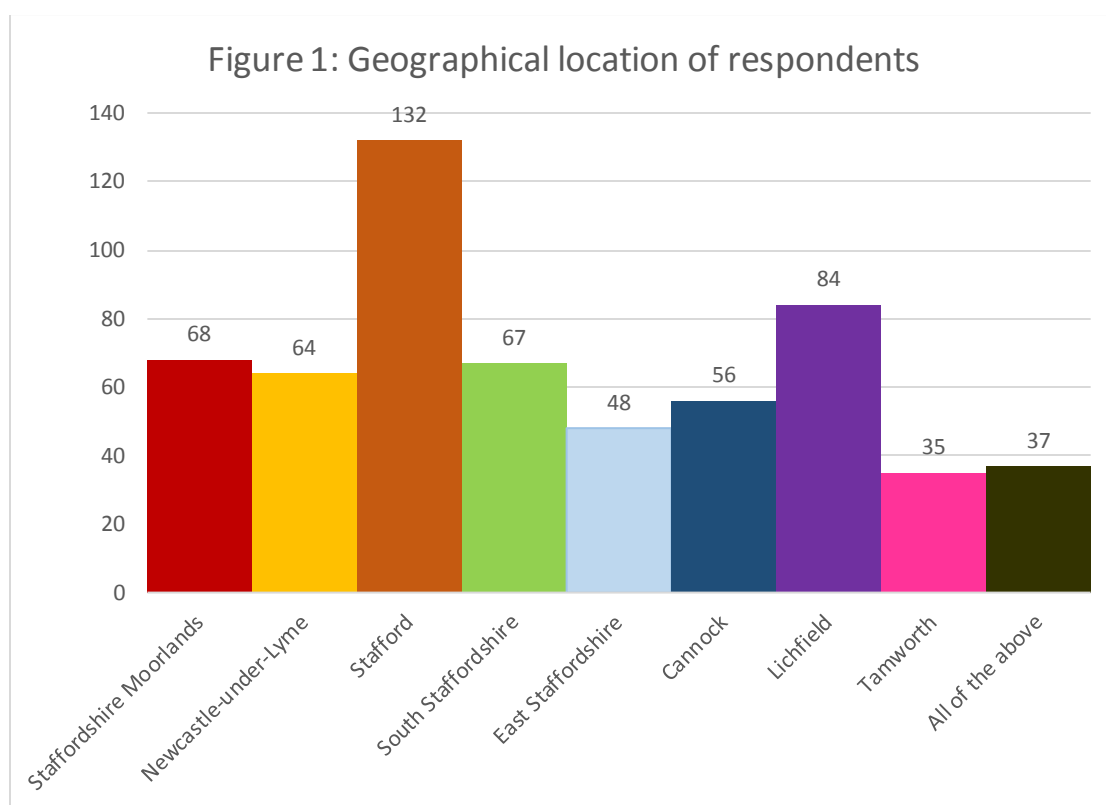 Figure 1: Geographical location of respondents
140
120
100
80
60
40
20
0
68
64
132
67
48
56
84
35
37
Staffordshire Moorlands
Newcastle-under-Lyme
Stafford
South Staffordshire
East Staffordshire
Cannock
Lichfield
Tamworth
All of the above